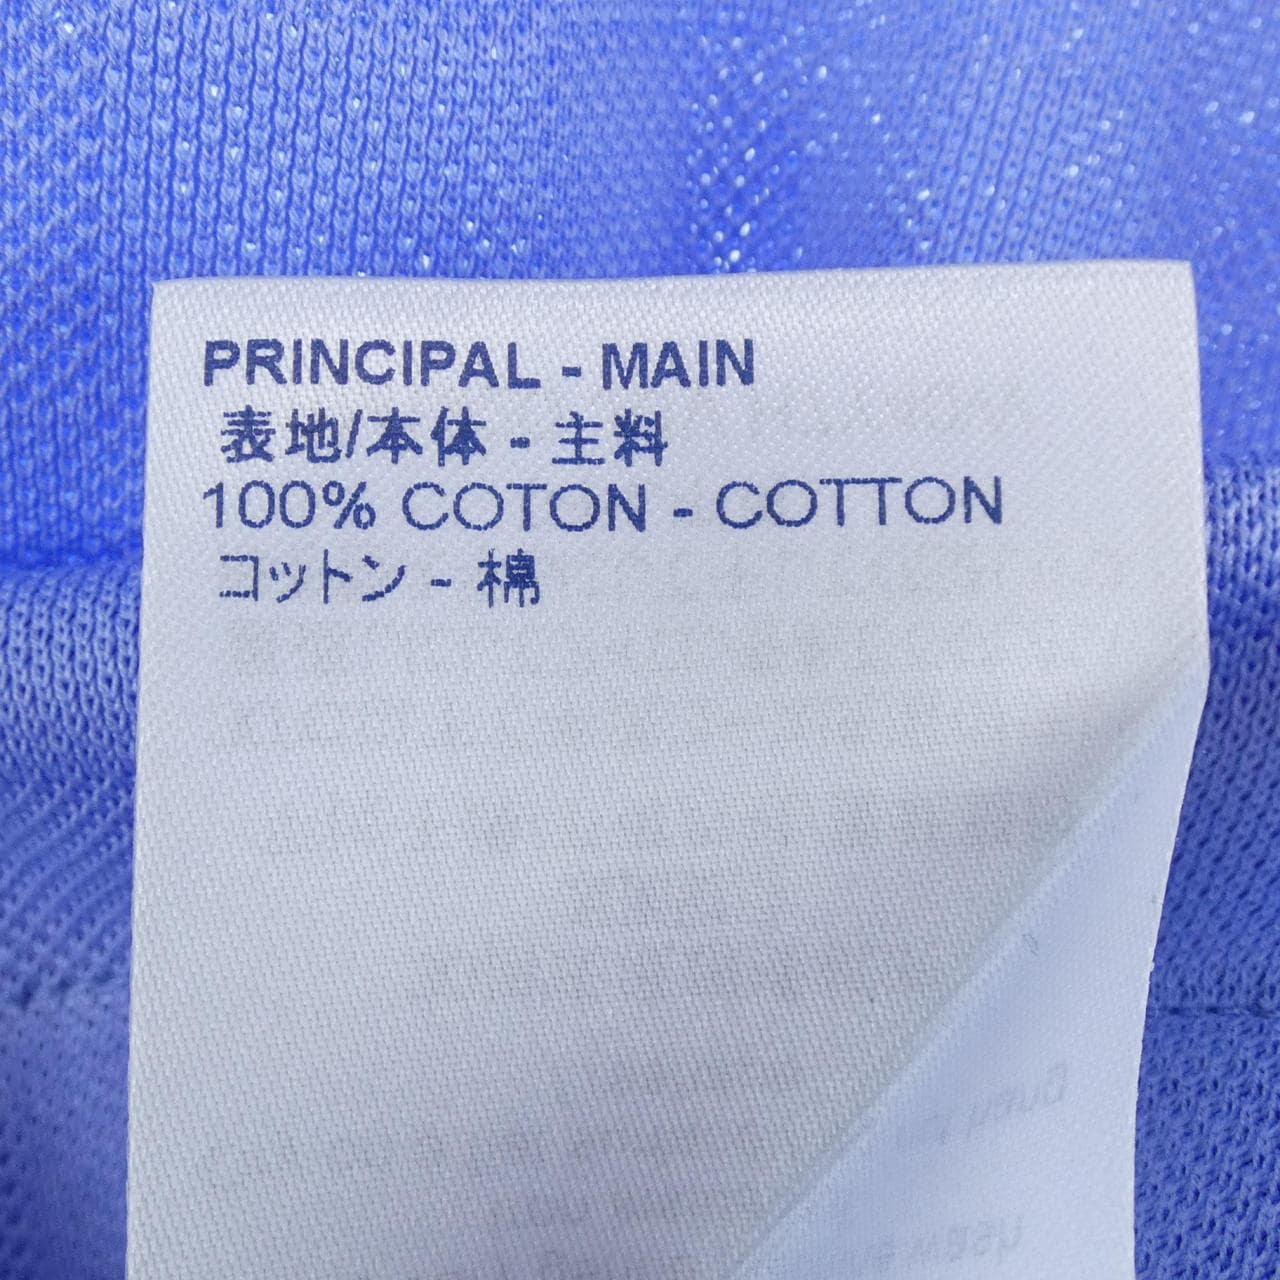 PRINCIPAL - MAIN
表地/本体 - 主料
100% COTON - COTTON
コットン - 棉